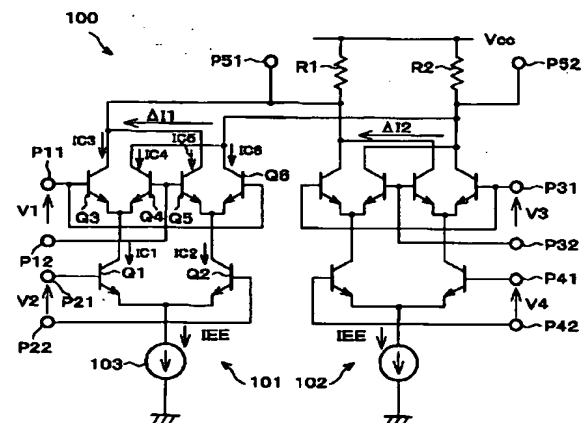 100
P51
R1
R2
Vcc
P52
ΔI1
ΔI2
IC3
IC4
IC5
IC6
P11
Q3
Q4
Q5
Q6
P31
V1
V3
P12
IC1
IC2
P32
Q1
Q2
P21
P41
V2
V4
P22
IEE
IEE
P42
103
101
102